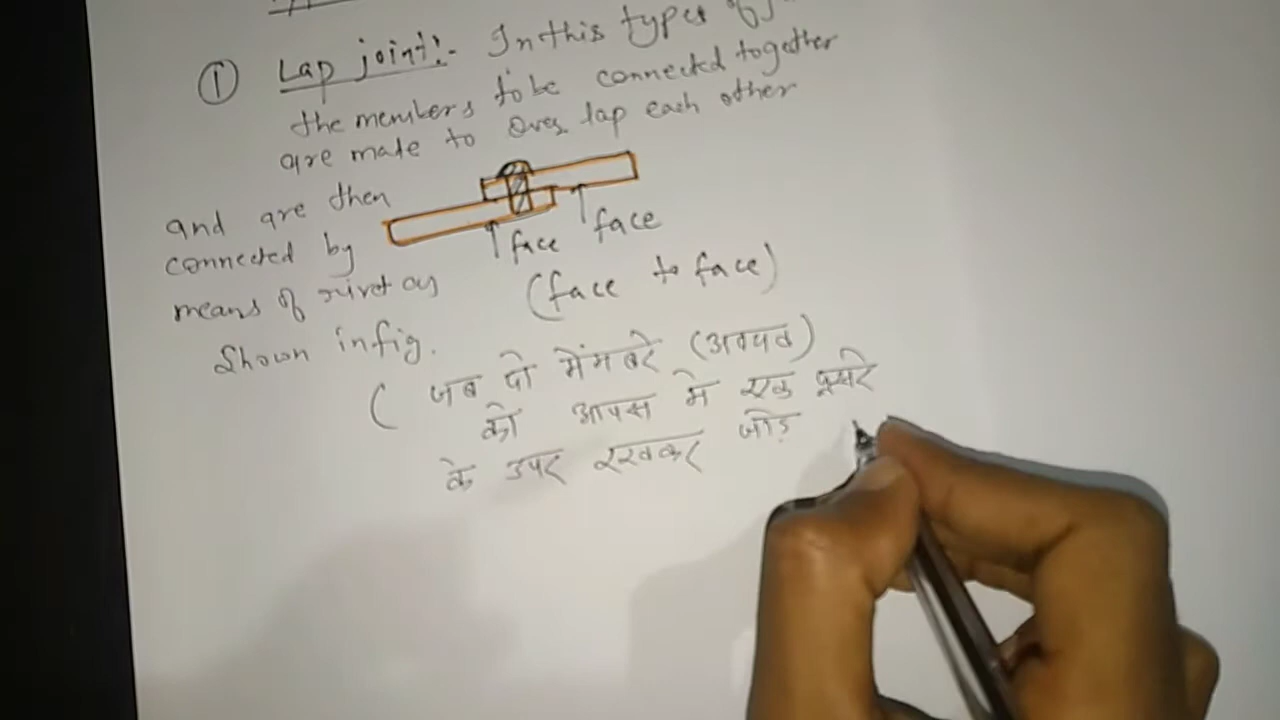 ① Lap joint:- In this types of
the members to be connected together
are mate to over lap each other
and are then
connected by
face face
means of rivet as
(face to face)
Shown in fig.
( जब दो मेंमबरे (अवयव)
को आपस मे एक दूसरे
के उपर रखकर जोड़